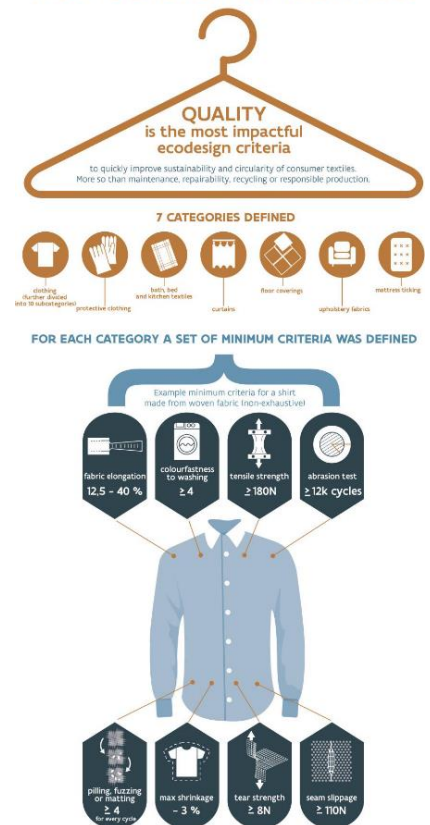 QUALITY
is the most impactful
ecodesign criteria
to quickly improve sustainability and circularity of consumer textiles.
More so than maintenance, repairability, recycling or responsible production.
7 CATEGORIES DEFINED
clothing
(further divided
into 10 subcategories)
protective clothing
bath, bed
and kitchen textiles
curtains
floor coverings
upholstery fabrics
mattress ticking
FOR EACH CATEGORY A SET OF MINIMUM CRITERIA WAS DEFINED
Example minimum criteria for a shirt
made from woven fabric (non-exhaustive)
fabric elongation
12,5 - 40 %
colourfastness
to washing
≥ 4
tensile strength
≥ 180N
abrasion test
≥ 12k cycles
pilling, fuzzing
or matting
≥ 4
for every cycle
max shrinkage
- 3 %
tear strength
≥ 8N
seam slippage
≥ 110N